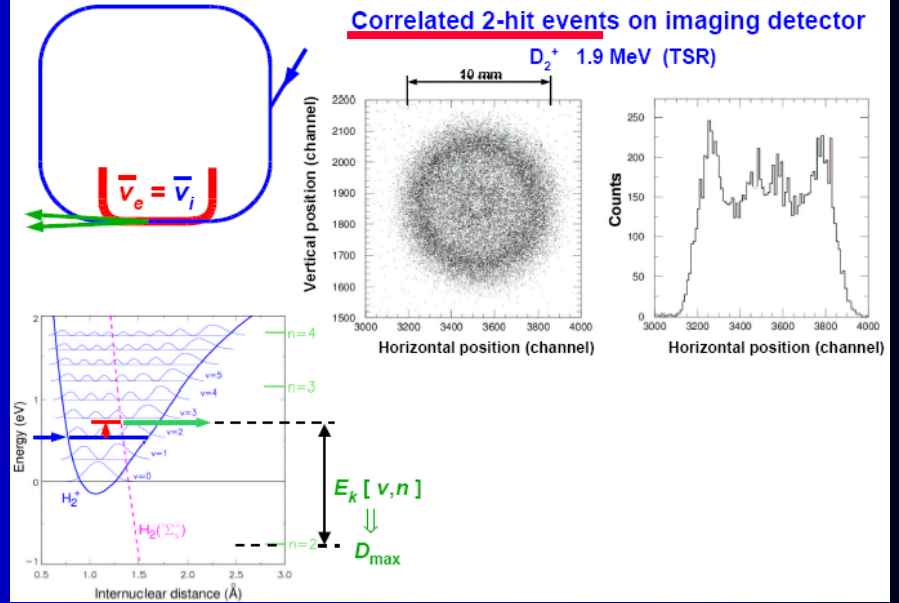 Correlated 2-hit events on imaging detector
D₂⁺ 1.9 MeV (TSR)
10 mm
v̅ₑ = v̅ᵢ
Vertical position (channel)
2200
2100
2000
1900
1800
1700
1600
1500
3000 3200 3400 3600 3800 4000
Horizontal position (channel)
Counts
250
200
150
100
50
0
3000 3200 3400 3600 3800 4000
Horizontal position (channel)
Energy (eV)
2
1
0
−1
n=4
n=3
n=2
v=5
v=4
v=3
v=2
v=1
v=0
H₂⁺
0.5 1.0 1.5 2.0 2.5 3.0
Internuclear distance (Å)
Eₖ [ v,n ]
⇓
D_max